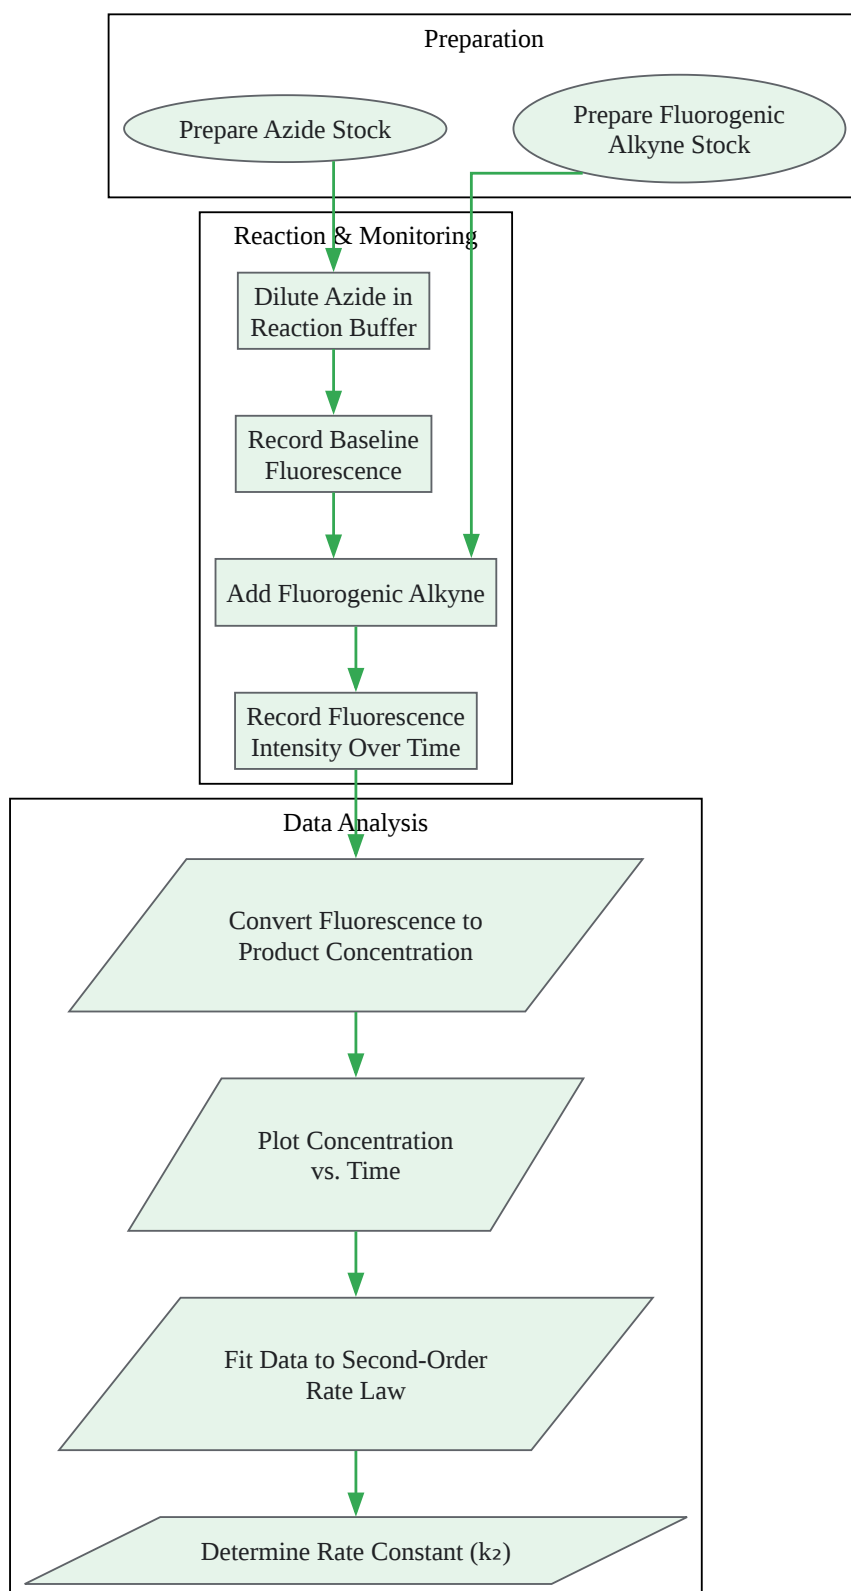 Preparation
Prepare Azide Stock
Prepare Fluorogenic
Alkyne Stock
Reaction & Monitoring
Dilute Azide in
Reaction Buffer
Record Baseline
Fluorescence
Add Fluorogenic Alkyne
Record Fluorescence
Intensity Over Time
Data Analysis
Convert Fluorescence to
Product Concentration
Plot Concentration
vs. Time
Fit Data to Second-Order
Rate Law
Determine Rate Constant (k₂)